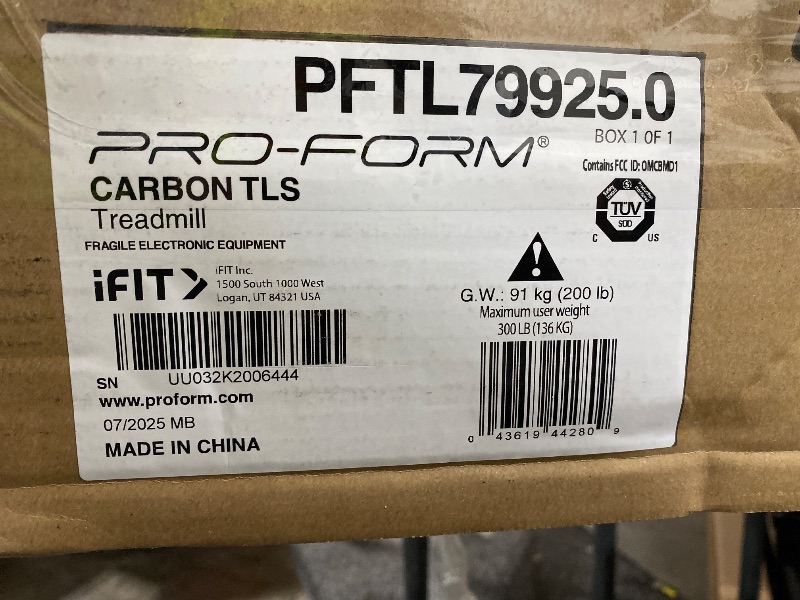 PFTL79925.0
BOX 1 OF 1
PRO-FORM®
Contains FCC ID: OMCBMD1
CARBON TLS
Treadmill
FRAGILE ELECTRONIC EQUIPMENT
TÜV
SÜD
C US
iFIT
iFIT Inc.
1500 South 1000 West
Logan, UT 84321 USA
G.W.: 91 kg (200 lb)
Maximum user weight
300 LB (136 KG)
SN UU032K2006444
www.proform.com
07/2025 MB
MADE IN CHINA
0 43619 44280 9